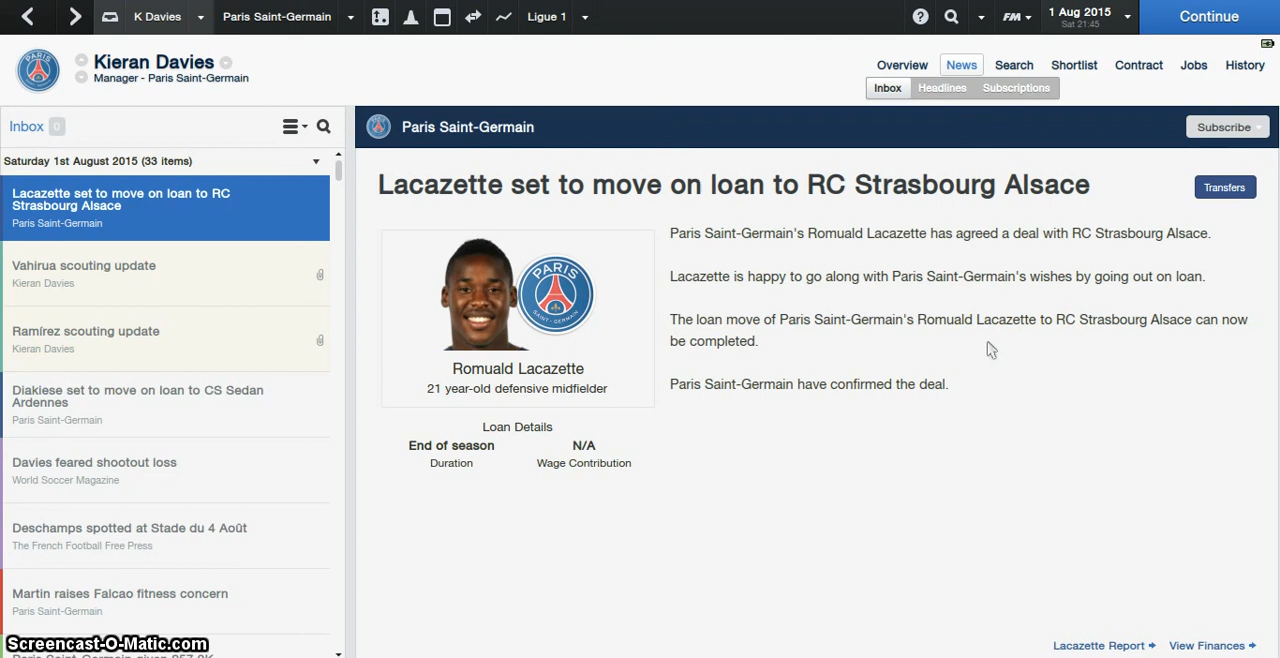 K Davies
Paris Saint-Germain
Ligue 1
FM
1 Aug 2015
Sat 21:45
Continue
PARIS
Kieran Davies
Manager - Paris Saint-Germain
Overview
News
Search
Shortlist
Contract
Jobs
History
Inbox
Headlines
Subscriptions
Inbox 0
Saturday 1st August 2015 (33 items)
Lacazette set to move on loan to RC
Strasbourg Alsace
Paris Saint-Germain
Vahirua scouting update
Kieran Davies
Ramírez scouting update
Kieran Davies
Diakiese set to move on loan to CS Sedan
Ardennes
Paris Saint-Germain
Davies feared shootout loss
World Soccer Magazine
Deschamps spotted at Stade du 4 Août
The French Football Free Press
Martin raises Falcao fitness concern
Paris Saint-Germain
Screencast-O-Matic.com
Paris Saint-Germain
Subscribe
Lacazette set to move on loan to RC Strasbourg Alsace
Transfers
PARIS
SAINT-GERMAIN
Romuald Lacazette
21 year-old defensive midfielder
Loan Details
End of season
N/A
Duration
Wage Contribution
Paris Saint-Germain's Romuald Lacazette has agreed a deal with RC Strasbourg Alsace.
Lacazette is happy to go along with Paris Saint-Germain's wishes by going out on loan.
The loan move of Paris Saint-Germain's Romuald Lacazette to RC Strasbourg Alsace can now
be completed.
Paris Saint-Germain have confirmed the deal.
Lacazette Report
View Finances